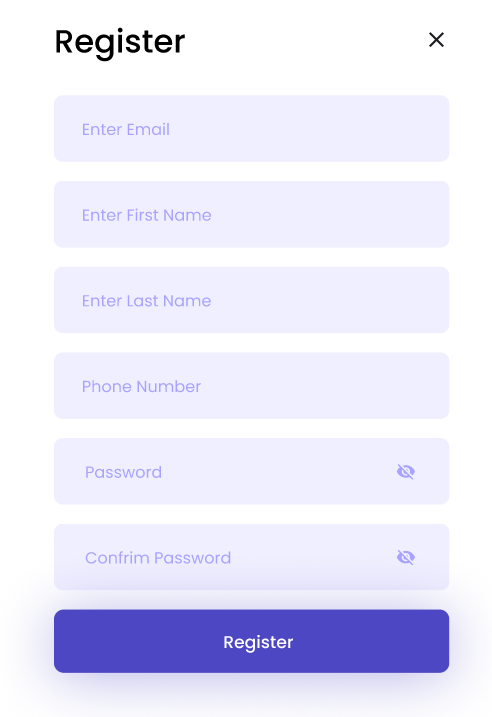 Register
Enter Email
Enter First Name
Enter Last Name
Phone Number
Password
Confrim Password
Register